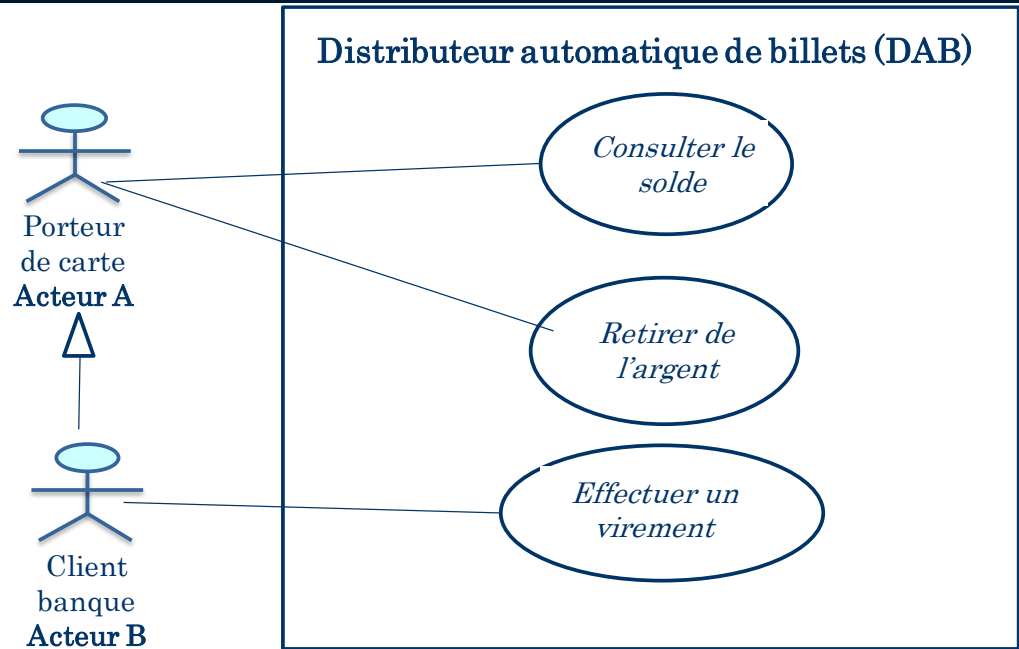 Distributeur automatique de billets (DAB)
Consulter le
solde
Porteur
de carte
Acteur A
Retirer de
l'argent
Effectuer un
virement
Client
banque
Acteur B